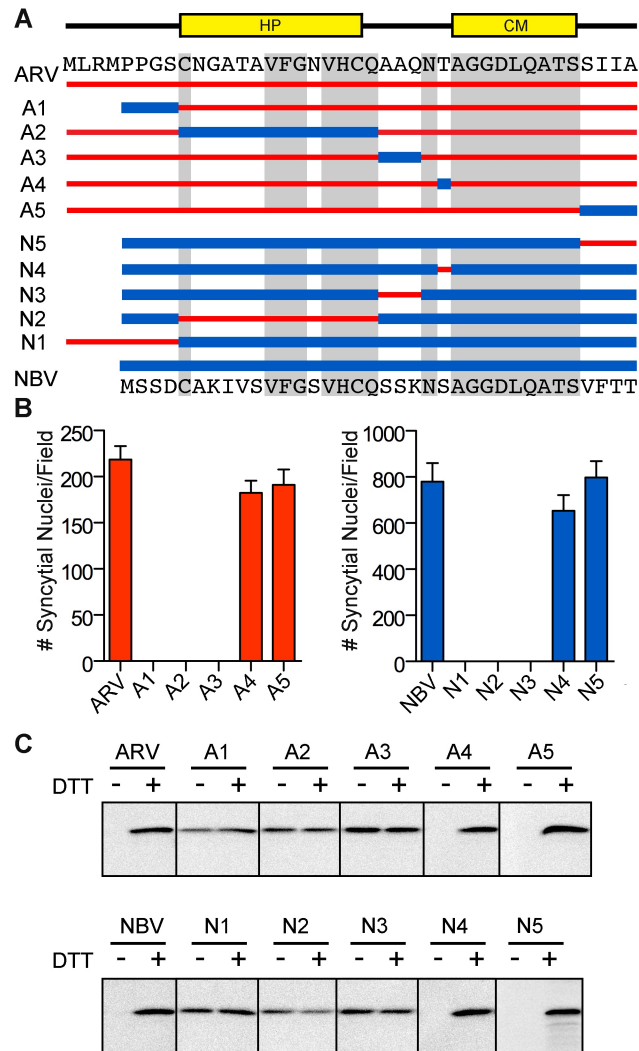 A
HP CM
MLRMPPGSCNGATAVFGNVHCQAAQNTAGGDLQATSSIIA
ARV
A1
A2
A3
A4
A5
N5
N4
N3
N2
N1
NBV
MSSDCAKIVSVFGSVHCQSSKNSAGGDLQATSVFTT
B
# Syncytial Nuclei/Field
250
200
150
100
50
0
ARV A1 A2 A3 A4 A5
# Syncytial Nuclei/Field
1000
800
600
400
200
0
NBV N1 N2 N3 N4 N5
C
ARV A1 A2 A3 A4 A5
DTT - + - + - + - + - + - +
NBV N1 N2 N3 N4 N5
DTT - + - + - + - + - + - +